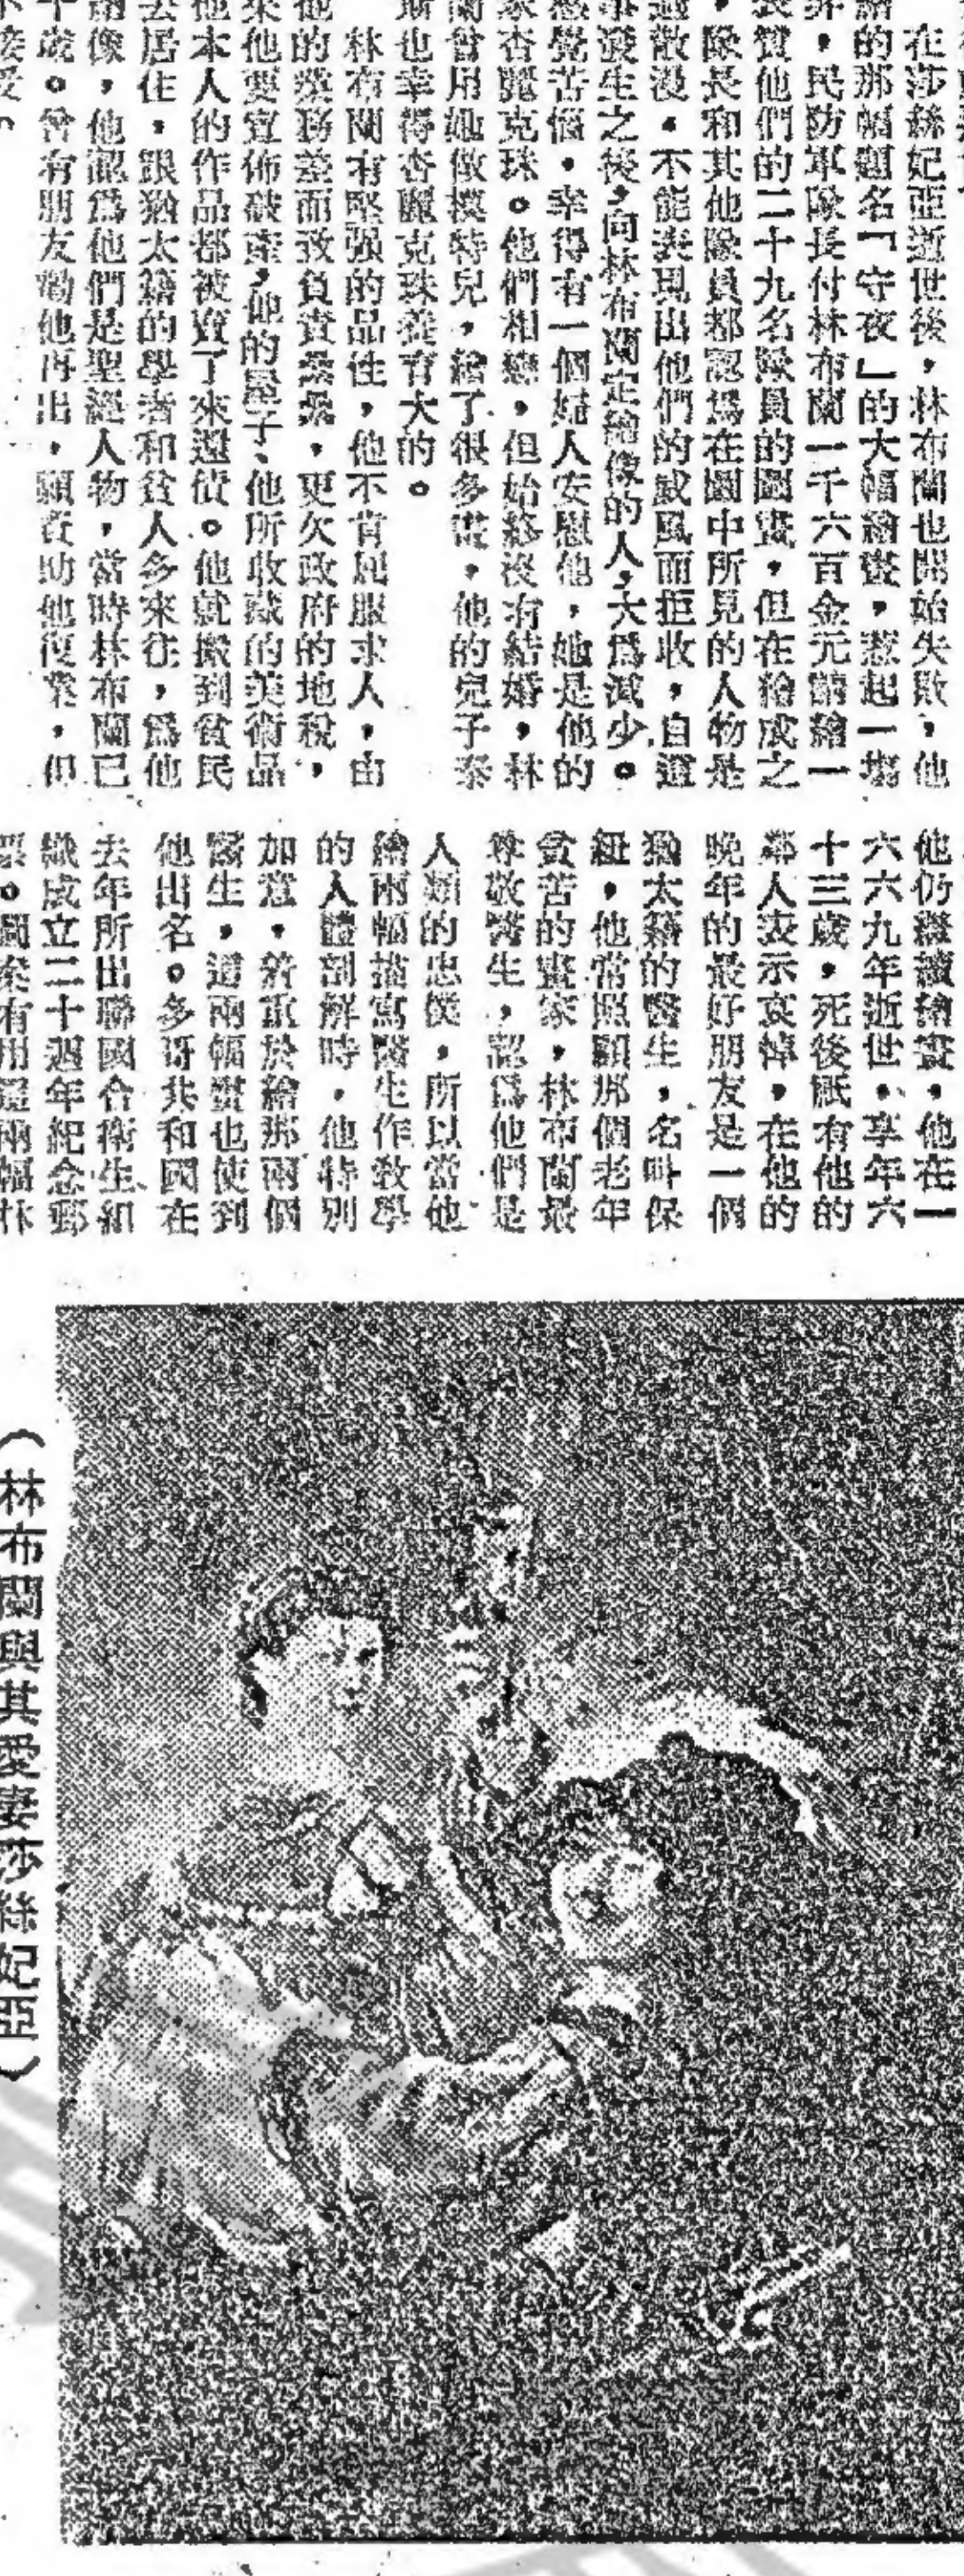 在莎絲妃亞逝世後，林布蘭也開始失敗，他
的那幅題名「守夜」的大幅繪畫，惹起一塲
，民防軍隊長付林布蘭一千六百金元請繪一
他們的二十九名隊員的圖畫，但在繪成之
，隊長和其他隊員都認爲在圖中所見的人物是
散漫，不能表現出他們的威風而拒收，自這
發生之後，向林布蘭定繪像的人，大爲減少。
覺苦惱，幸得有一個婦人安慰他，她是他的
杏麗克珠。他們相戀，但始終沒有結婚，林
蘭曾用她做模特兒，繪了很多畫，他的兒子泰
斯也幸得杏麗克珠養育大的。
林布蘭有堅强的品性，他不肯屈服求人，由
他的業務差而致負責纍纍，更欠政府的地稅，
來他要宣佈破產，他的屋子、他所收藏的美術品
他本人的作品都被賣了來還債。他就搬到貧民
去居住，跟猶太籍的學者和貧人多來往，爲他
像，他認爲他們是聖經人物，當時林布蘭已
十歲。曾有朋友勸他再出，願資助他復業，但
接受。
他仍繼續繪畫，他在一
六六九年逝世，享年六
十三歲，死後祇有他的
鄰人表示哀悼，在他的
晚年的最好朋友是一個
猶太籍的醫生，名叫保
紐，他常照顧那個老年
貧苦的畫家，林布蘭最
尊敬醫生，認爲他們是
人類的忠僕，所以當他
繪兩幅描寫醫生作教學
的人體剖解時，他特別
加意，着重於繪那兩個
醫生，這兩幅畫也使到
他出名。多哥共和國在
去年所出聯國合衛生組
織成立二十週年紀念郵
票。圖案有用這兩幅林
（林布蘭與其愛妻莎絲妃亞）